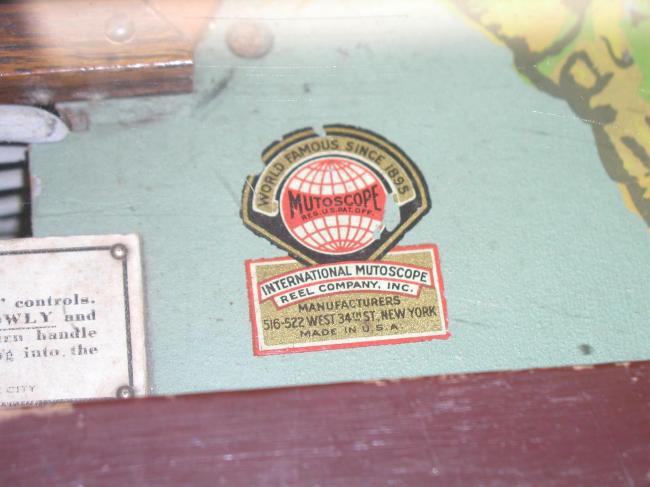 WORLD FAMOUS SINCE 1895
MUTOSCOPE
REG. U.S. PAT. OFF.
INTERNATIONAL MUTOSCOPE
REEL COMPANY, INC.
MANUFACTURERS
516-522 WEST 34TH ST, NEW YORK
MADE IN U.S.A.
controls.
and
handle
into the
CITY